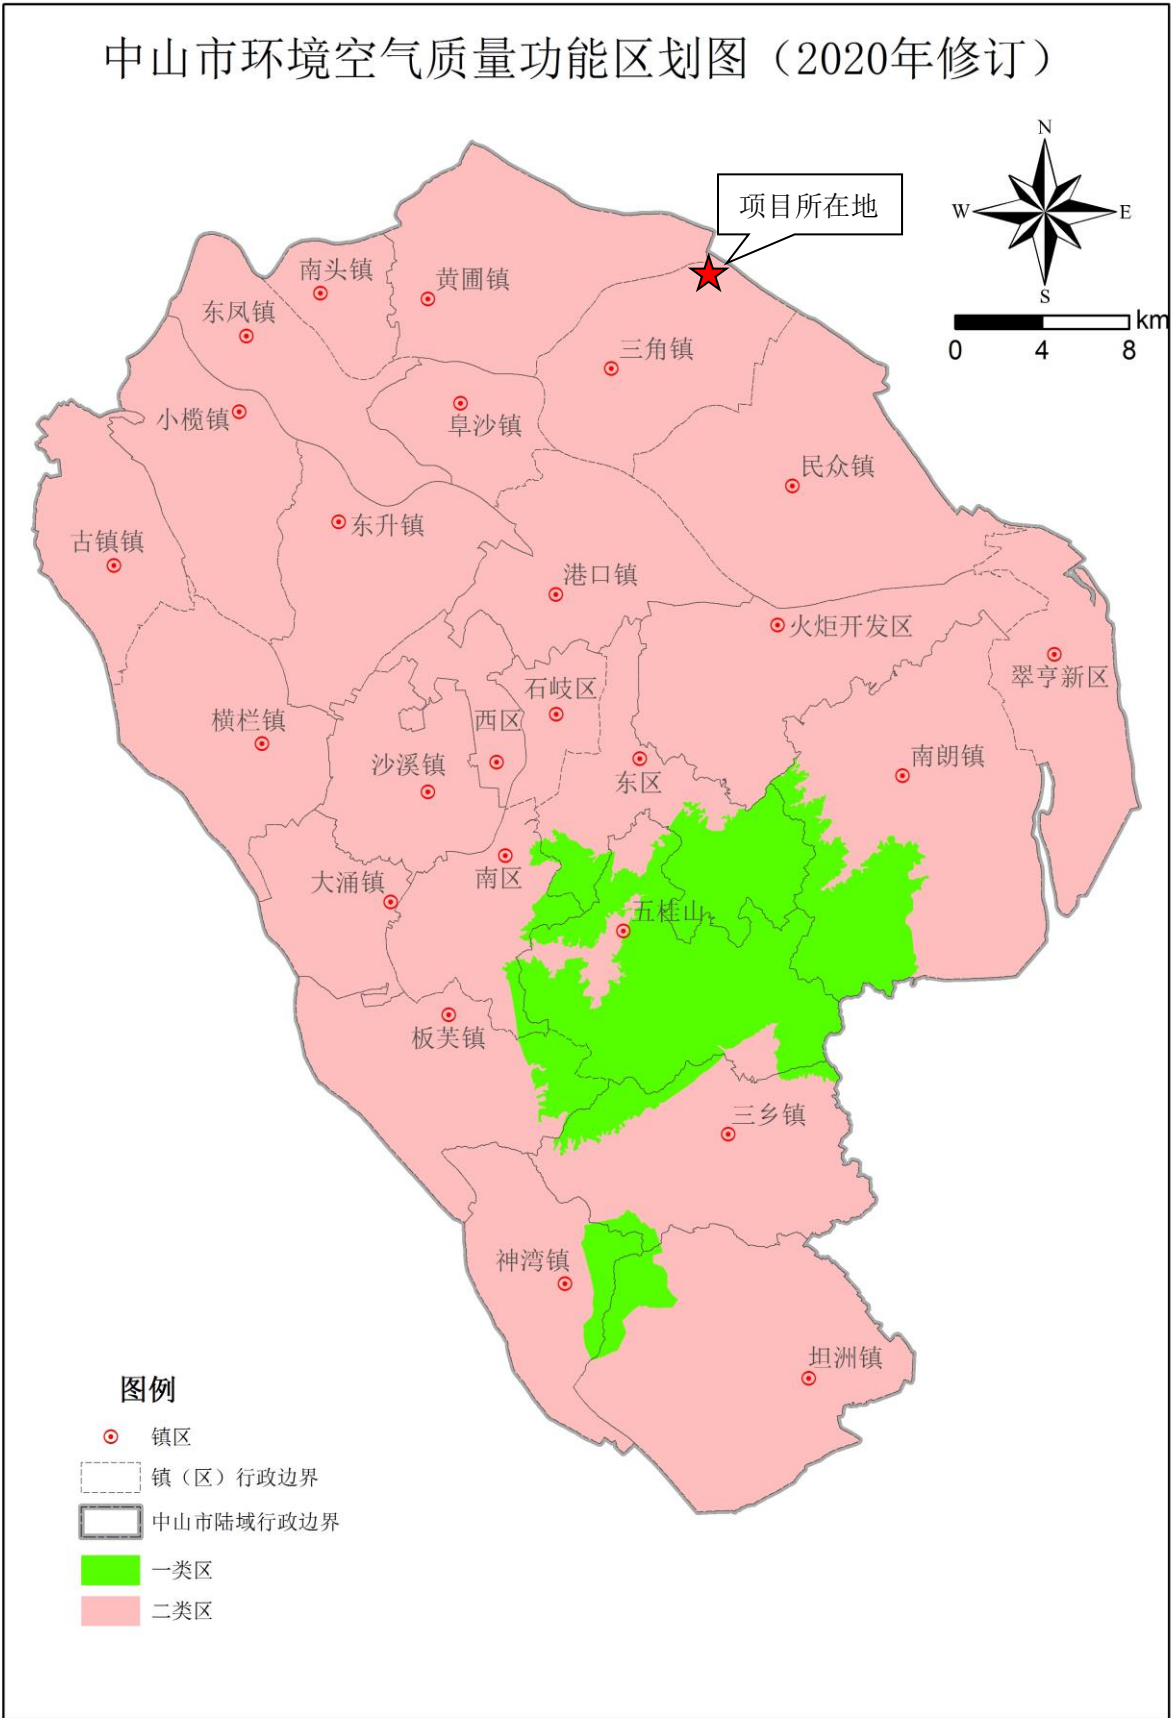 中山市环境空气质量功能区划图（2020年修订）
N
项目所在地
W
E
S
km
0 4 8
南头镇
黄圃镇
东凤镇
三角镇
小榄镇
阜沙镇
民众镇
东升镇
古镇镇
港口镇
火炬开发区
翠亨新区
石岐区
横栏镇
西区
南朗镇
沙溪镇
东区
南区
大涌镇
五桂山
板芙镇
三乡镇
神湾镇
坦洲镇
图例
镇区
镇（区）行政边界
中山市陆域行政边界
一类区
二类区